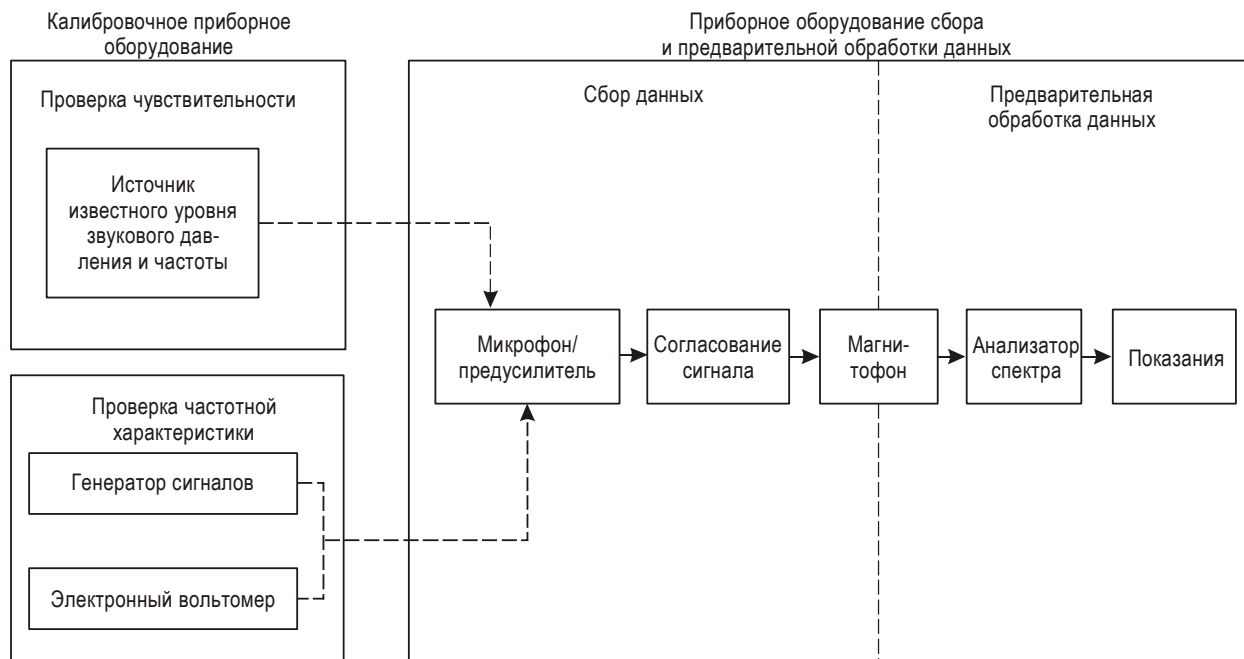 Калибровочное приборное
оборудование
Проверка чувствительности
Источник
известного уровня
звукового дав-
ления и частоты
Проверка частотной
характеристики
Генератор сигналов
Электронный вольтомер
Приборное оборудование сбора
и предварительной обработки данных
Сбор данных
Предварительная
обработка данных
Микрофон/
предусилитель
Согласование
сигнала
Магни-
тофон
Анализатор
спектра
Показания